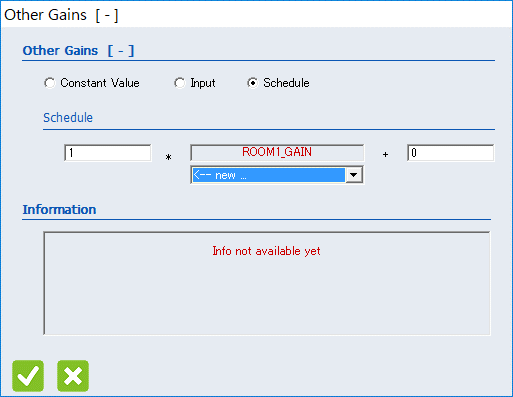 Other Gains [ - ]
Other Gains [ - ]
Constant Value Input Schedule
Schedule
1 * ROOM1_GAIN + 0
<-- new ...
Information
Info not available yet